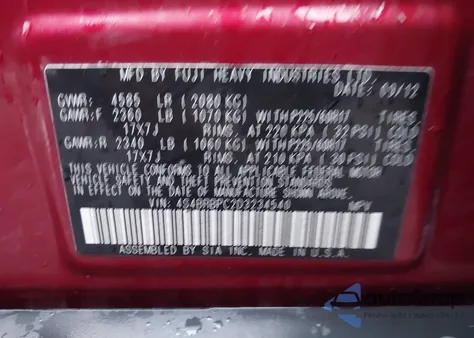 MFD BY FUJI HEAVY INDUSTRIES LTD.
DATE: 09/12
GVWR: 4585 LB ( 2080 KG)
GAWR:F 2360 LB ( 1070 KG) WITH P225/60R17 TIRES
17X7J RIMS. AT 220 KPA ( 32 PSI) COLD
GAWR:R 2340 LB ( 1060 KG) WITH P225/60R17 TIRES
17X7J RIMS. AT 210 KPA ( 30 PSI) COLD
THIS VEHICLE CONFORMS TO ALL APPLICABLE FEDERAL MOTOR
VEHICLE SAFETY AND THEFT PREVENTION STANDARDS
IN EFFECT ON THE DATE OF MANUFACTURE SHOWN ABOVE.
VIN: 4S4BRBPC2D3234540 MPV
ASSEMBLED BY SIA INC. MADE IN U.S.A.